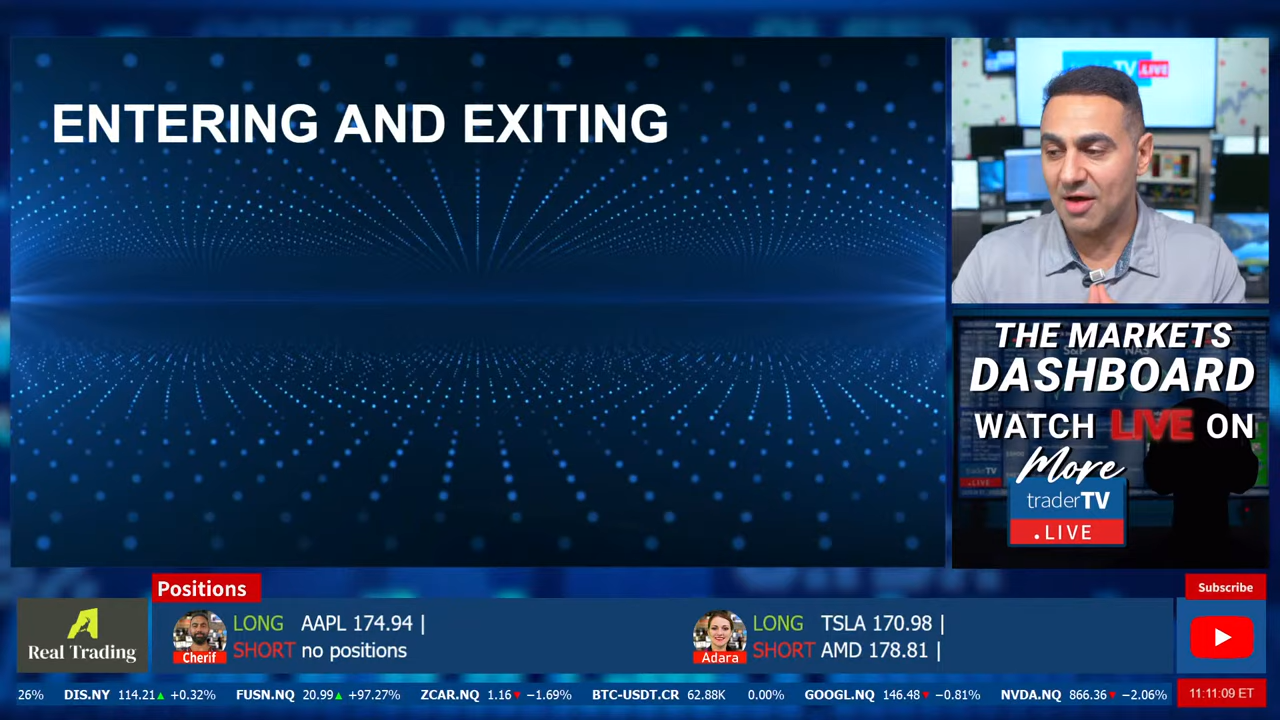 ENTERING AND EXITING
TV .LIVE
THE MARKETS
DASHBOARD
WATCH LIVE ON
More
traderTV
.LIVE
Positions
Subscribe
Real Trading
Cherif
LONG AAPL 174.94 |
SHORT no positions
Adara
LONG TSLA 170.98 |
SHORT AMD 178.81 |
26% DIS.NY 114.21▲ +0.32% FUSN.NQ 20.99▲ +97.27% ZCAR.NQ 1.16▼ −1.69% BTC-USDT.CR 62.88K 0.00% GOOGL.NQ 146.48▼ −0.81% NVDA.NQ 866.36▼ −2.06%
11:11:09 ET